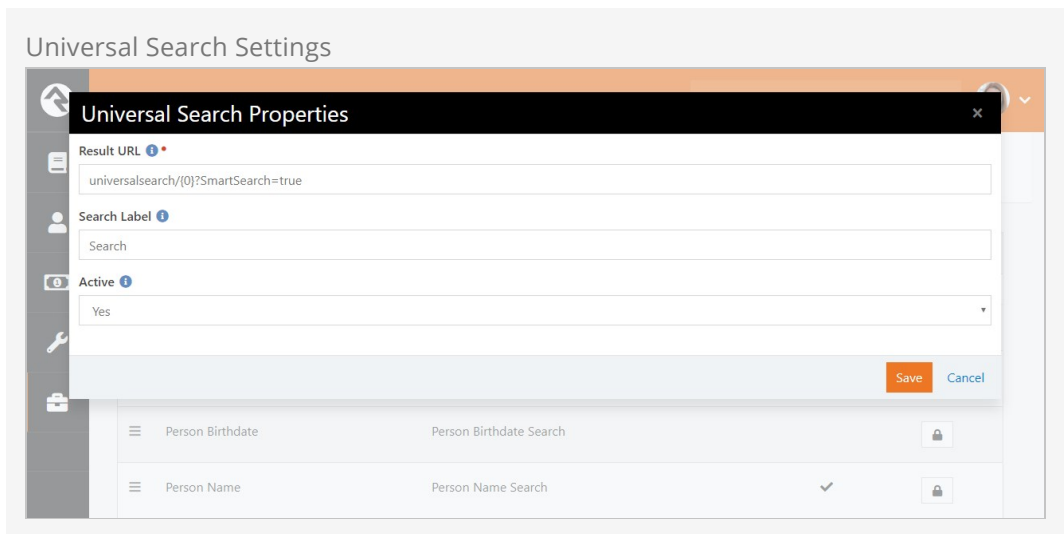 Universal Search Settings
Universal Search Properties ×
Result URL
universalsearch/{0}?SmartSearch=true
Search Label
Search
Active
Yes
Save Cancel
Person Birthdate Person Birthdate Search
Person Name Person Name Search